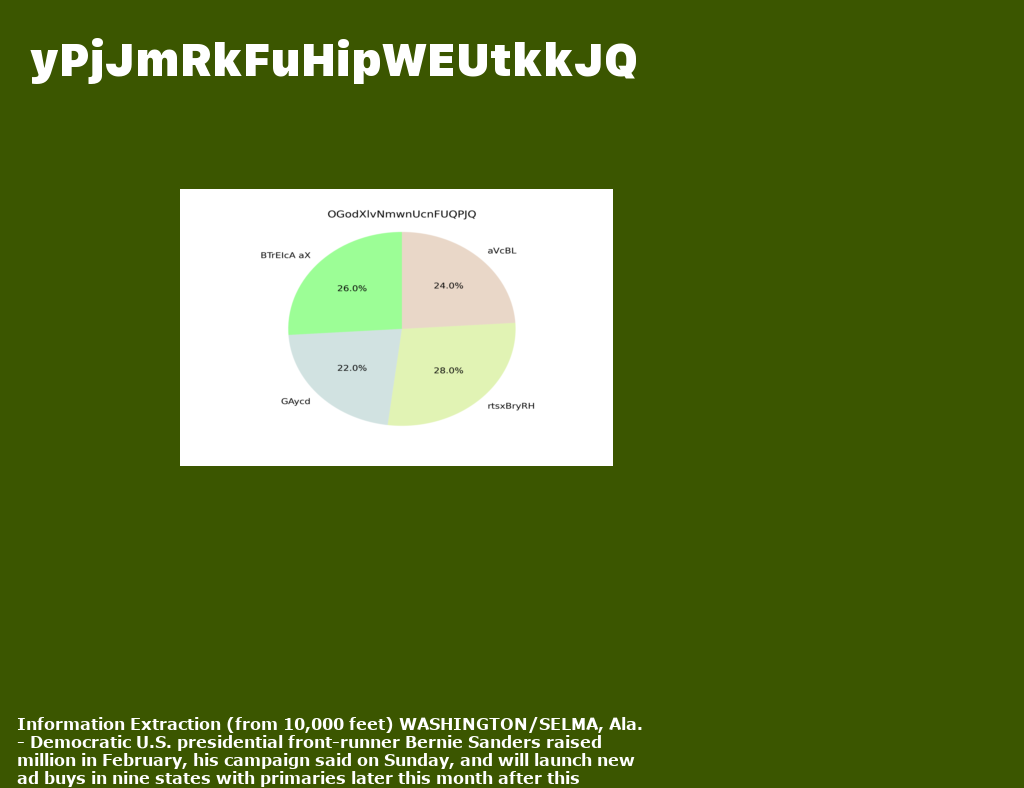 yPjJmRkFuHipWEUtkkJQ
OGodXlvNmwnUcnFUQPJQ
BTrEIcA aX
aVcBL
26.0%
24.0%
22.0%
28.0%
GAycd
rtsxBryRH
Information Extraction (from 10,000 feet) WASHINGTON/SELMA, Ala.
- Democratic U.S. presidential front-runner Bernie Sanders raised
million in February, his campaign said on Sunday, and will launch new
ad buys in nine states with primaries later this month after this